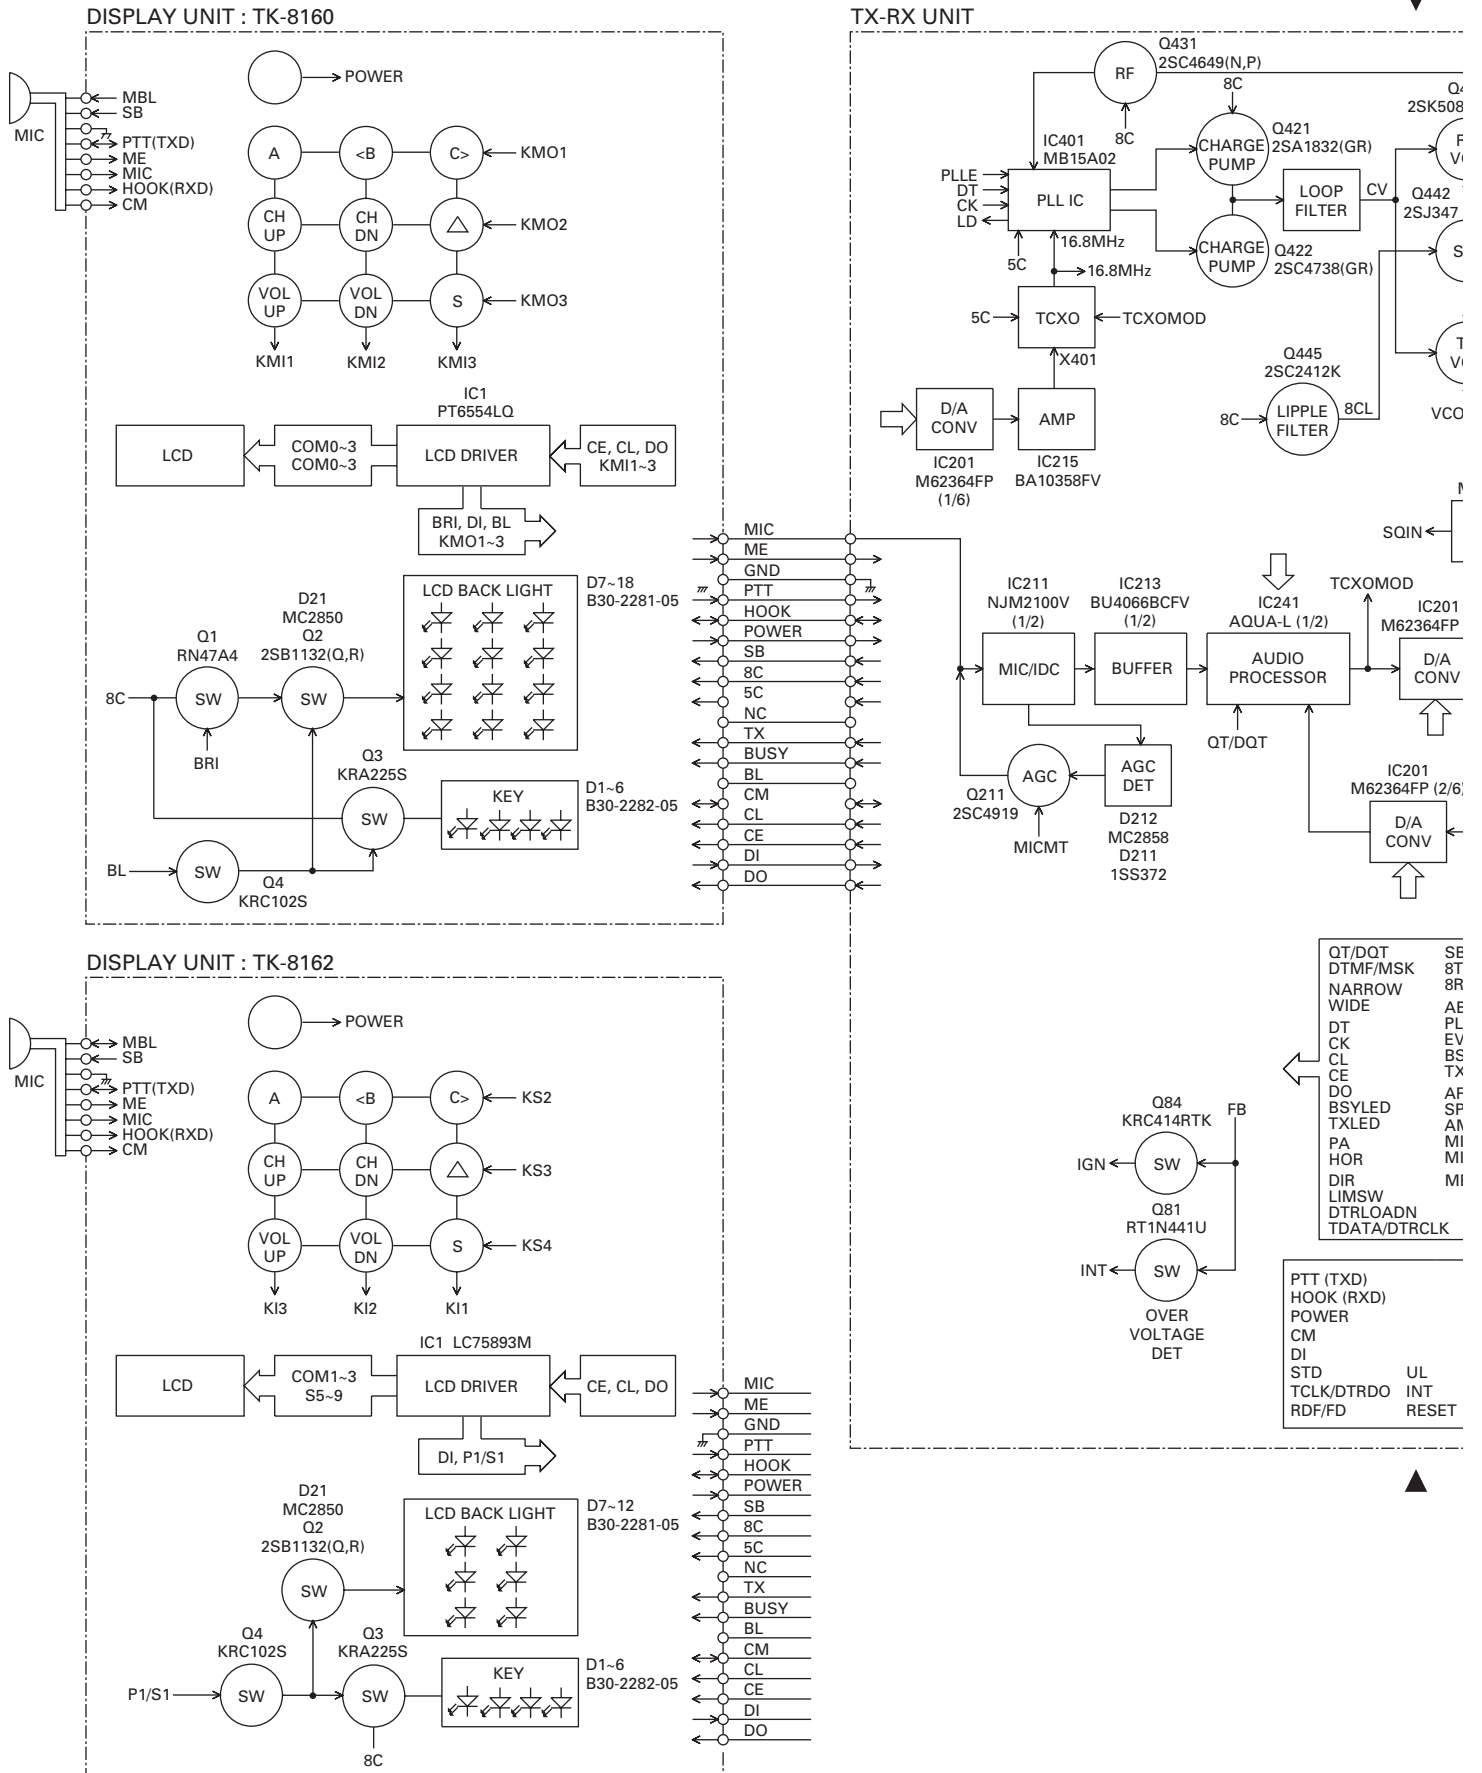 DISPLAY UNIT : TK-8160
POWER
MIC
MBL
SB
PTT(TXD)
ME
MIC
HOOK(RXD)
CM
A
<B
C>
KMO1
CH UP
CH DN
△
KMO2
VOL UP
VOL DN
S
KMO3
KMI1
KMI2
KMI3
IC1
PT6554LQ
LCD
COM0~3
COM0~3
LCD DRIVER
CE, CL, DO
KMI1~3
BRI, DI, BL
KMO1~3
LCD BACK LIGHT
D7~18
B30-2281-05
D21
MC2850
Q2
2SB1132(Q,R)
Q1
RN47A4
8C
SW
SW
BRI
Q3
KRA225S
SW
KEY
D1~6
B30-2282-05
BL
SW
Q4
KRC102S
MIC
ME
GND
PTT
HOOK
POWER
SB
8C
5C
NC
TX
BUSY
BL
CM
CL
CE
DI
DO
DISPLAY UNIT : TK-8162
POWER
MIC
MBL
SB
PTT(TXD)
ME
MIC
HOOK(RXD)
CM
A
<B
C>
KS2
CH UP
CH DN
△
KS3
VOL UP
VOL DN
S
KS4
KI3
KI2
KI1
IC1 LC75893M
LCD
COM1~3
S5~9
LCD DRIVER
CE, CL, DO
DI, P1/S1
D21
MC2850
Q2
2SB1132(Q,R)
SW
LCD BACK LIGHT
D7~12
B30-2281-05
Q4
KRC102S
Q3
KRA225S
P1/S1
SW
SW
8C
KEY
D1~6
B30-2282-05
MIC
ME
GND
PTT
HOOK
POWER
SB
8C
5C
NC
TX
BUSY
BL
CM
CL
CE
DI
DO
TX-RX UNIT
Q431
2SC4649(N,P)
RF
8C
8C
IC401
MB15A02
PLLE
DT
CK
LD
PLL IC
5C
16.8MHz
16.8MHz
CHARGE
PUMP
Q421
2SA1832(GR)
CHARGE
PUMP
Q422
2SC4738(GR)
LOOP
FILTER
CV
2SK508
Q442
2SJ347
5C
TCXO
TCXOMOD
X401
D/A
CONV
AMP
IC201
M62364FP
(1/6)
IC215
BA10358FV
Q445
2SC2412K
8C
LIPPLE
FILTER
8CL
VCO
SQIN
IC211
NJM2100V
(1/2)
MIC/IDC
IC213
BU4066BCFV
(1/2)
BUFFER
IC241
AQUA-L (1/2)
AUDIO
PROCESSOR
TCXOMOD
IC201
M62364FP
D/A
CONV
QT/DQT
AGC
Q211
2SC4919
MICMT
AGC
DET
D212
MC2858
D211
1SS372
IC201
M62364FP (2/6)
D/A
CONV
QT/DQT SB
DTMF/MSK 8T
NARROW 8R
WIDE
DT
CK
CL
CE
DO
BSYLED
TXLED
PA
HOR
DIR
LIMSW
DTRLOADN
TDATA/DTRCLK
PL
EV
BS
TX
SP
MI
MI
Q84
KRC414RTK
FB
IGN
SW
Q81
RT1N441U
INT
SW
OVER
VOLTAGE
DET
PTT (TXD)
HOOK (RXD)
POWER
CM
DI
STD UL
TCLK/DTRDO INT
RDF/FD RESET